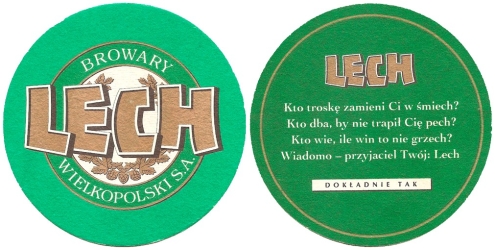 BROWARY
LECH
WIELKOPOLSKI S.A.
LECH
Kto troskę zamieni Ci w śmiech?
Kto dba, by nie trapił Cię pech?
Kto wie, ile win to nie grzech?
Wiadomo – przyjaciel Twój: Lech
DOKŁADNIE TAK